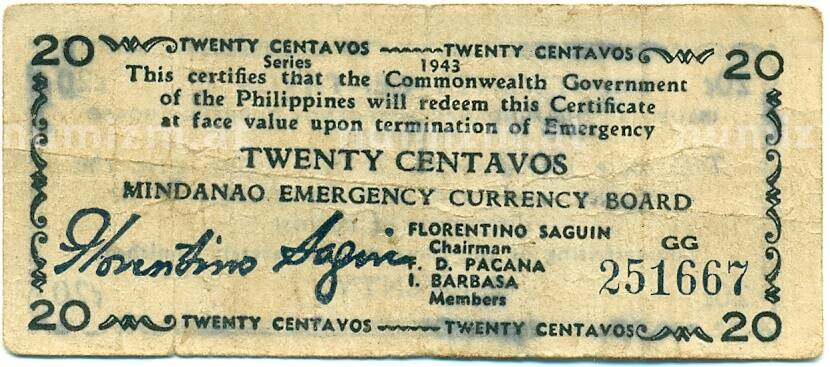 20 TWENTY CENTAVOS TWENTY CENTAVOS 20
Series 1943
This certifies that the Commonwealth Government
of the Philippines will redeem this Certificate
at face value upon termination of Emergency
TWENTY CENTAVOS
MINDANAO EMERGENCY CURRENCY BOARD
Florentino Saguin
FLORENTINO SAGUIN
Chairman
T. D. PACANA
I. BARBASA
Members
GG
251667
20 TWENTY CENTAVOS TWENTY CENTAVOS 20